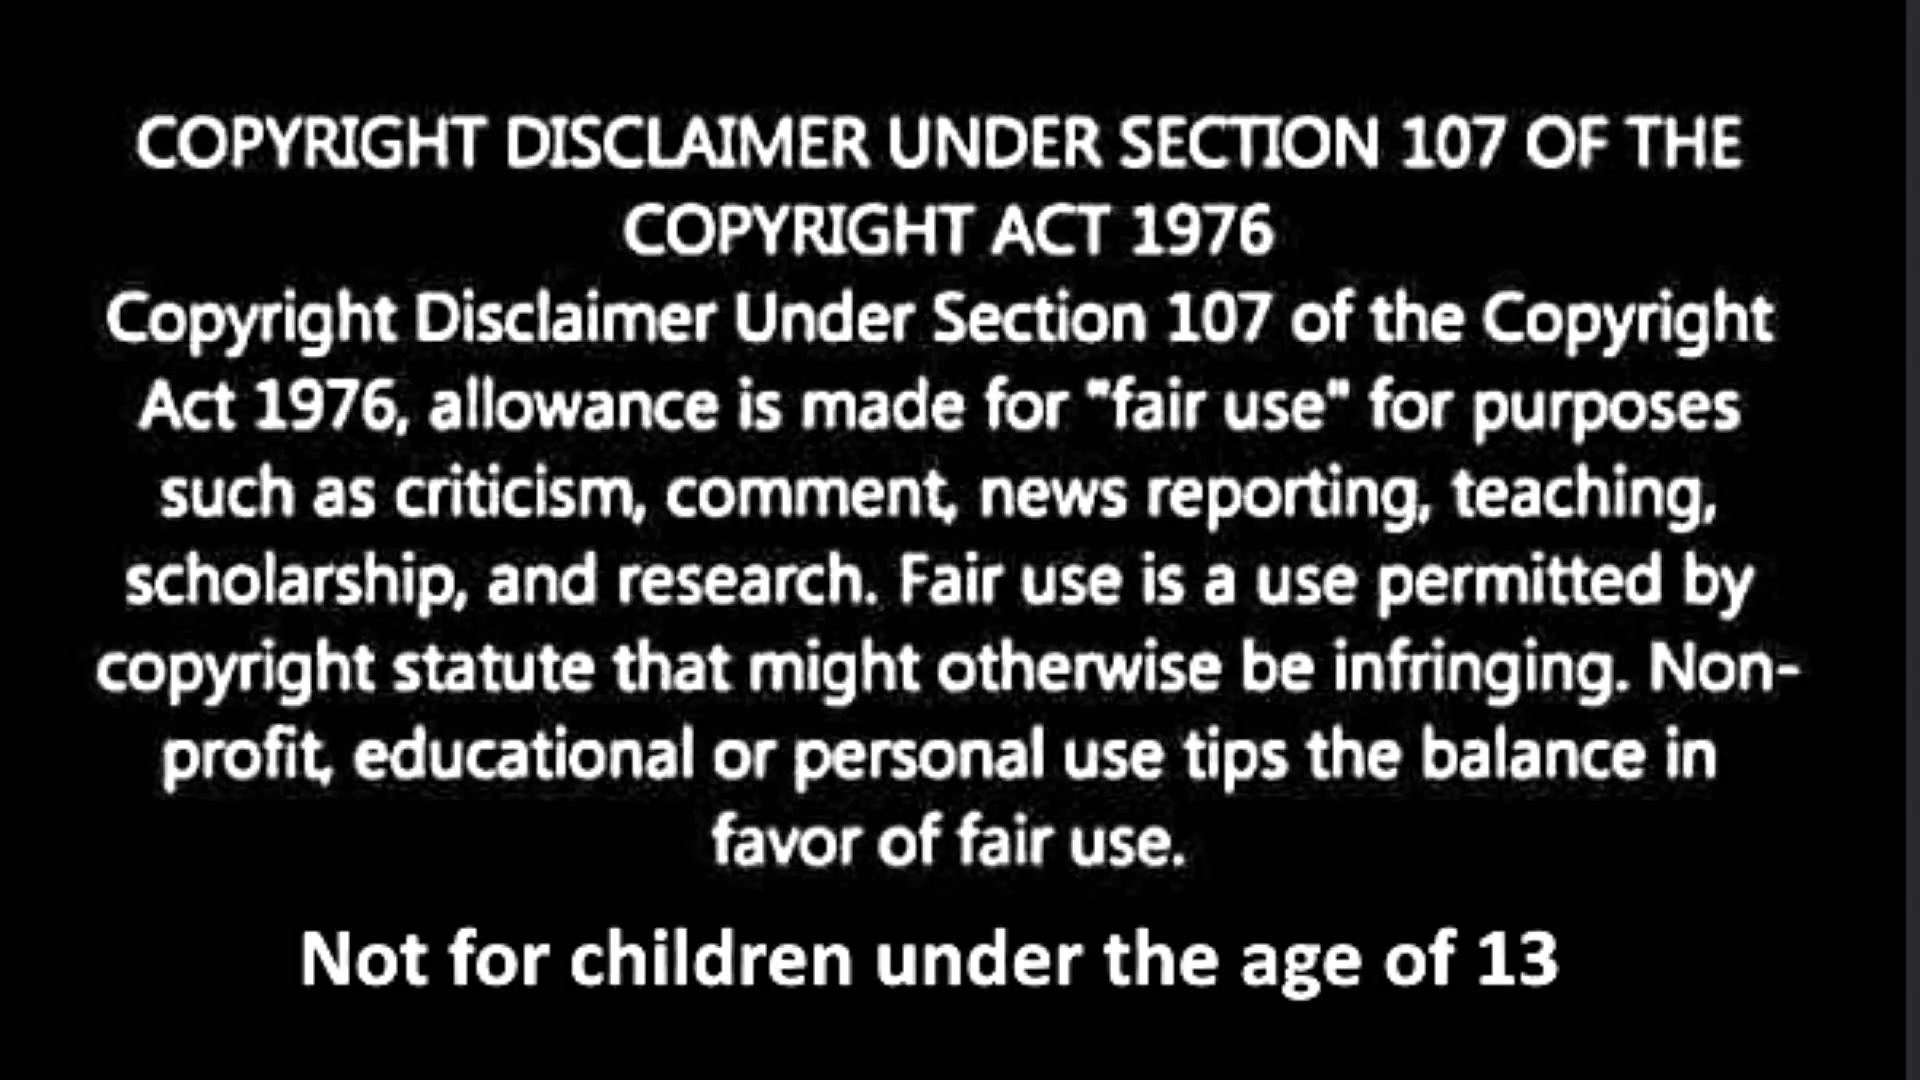 COPYRIGHT DISCLAIMER UNDER SECTION 107 OF THE
COPYRIGHT ACT 1976
Copyright Disclaimer Under Section 107 of the Copyright
Act 1976, allowance is made for "fair use" for purposes
such as criticism, comment, news reporting, teaching,
scholarship, and research. Fair use is a use permitted by
copyright statute that might otherwise be infringing. Non-
profit, educational or personal use tips the balance in
favor of fair use.
Not for children under the age of 13